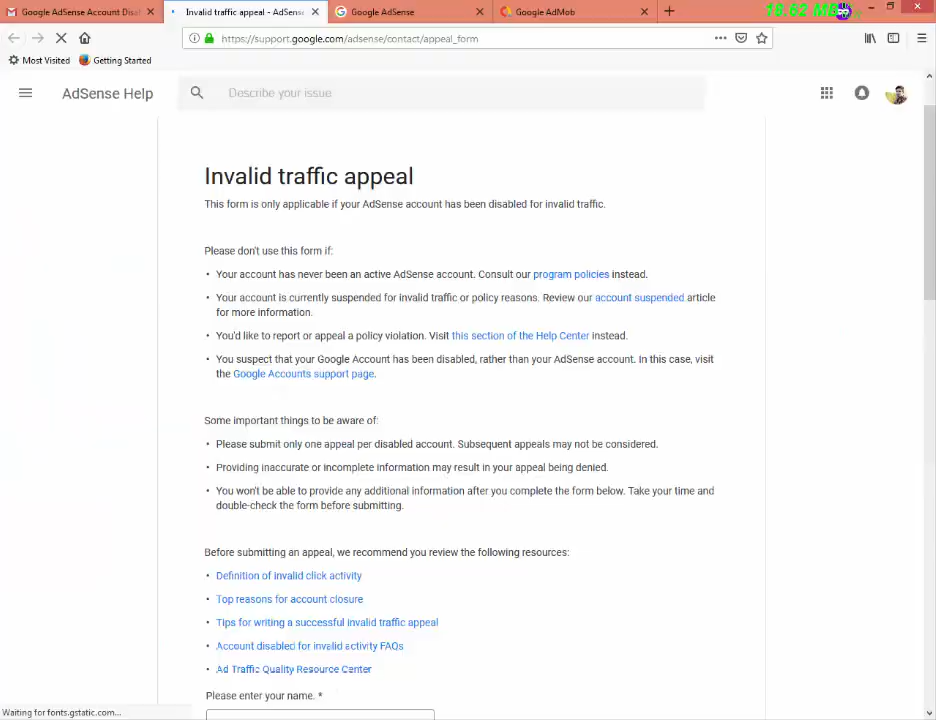 Google AdSense Account Disa
Invalid traffic appeal - AdSense
Google AdSense
Google AdMob
https://support.google.com/adsense/contact/appeal_form
Most Visited
Getting Started
AdSense Help
Describe your issue
Invalid traffic appeal
This form is only applicable if your AdSense account has been disabled for invalid traffic.
Please don't use this form if:
• Your account has never been an active AdSense account. Consult our program policies instead.
• Your account is currently suspended for invalid traffic or policy reasons. Review our account suspended article
for more information.
• You'd like to report or appeal a policy violation. Visit this section of the Help Center instead.
• You suspect that your Google Account has been disabled, rather than your AdSense account. In this case, visit
the Google Accounts support page.
Some important things to be aware of:
• Please submit only one appeal per disabled account. Subsequent appeals may not be considered.
• Providing inaccurate or incomplete information may result in your appeal being denied.
• You won't be able to provide any additional information after you complete the form below. Take your time and
double-check the form before submitting.
Before submitting an appeal, we recommend you review the following resources:
• Definition of invalid click activity
• Top reasons for account closure
• Tips for writing a successful invalid traffic appeal
• Account disabled for invalid activity FAQs
• Ad Traffic Quality Resource Center
Please enter your name. *
Waiting for fonts.gstatic.com...